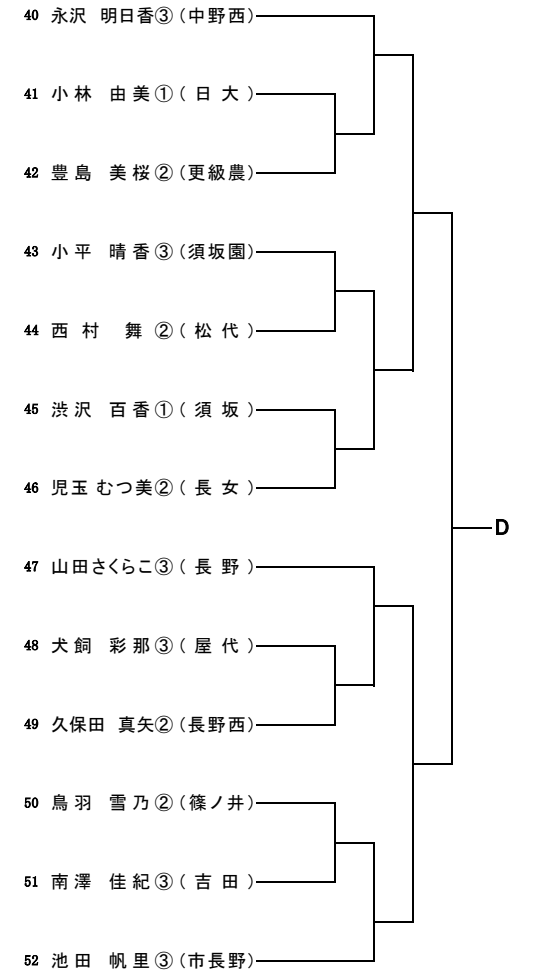 40 永沢 明日香③(中野西)
41 小林 由美①(日大)
42 豊島 美桜②(更級農)
43 小平 晴香③(須坂園)
44 西村 舞②(松代)
45 渋沢 百香①(須坂)
46 児玉 むつ美②(長女)
D
47 山田さくらこ③(長野)
48 犬飼 彩那③(屋代)
49 久保田 真矢②(長野西)
50 鳥羽 雪乃②(篠ノ井)
51 南澤 佳紀③(吉田)
52 池田 帆里③(市長野)